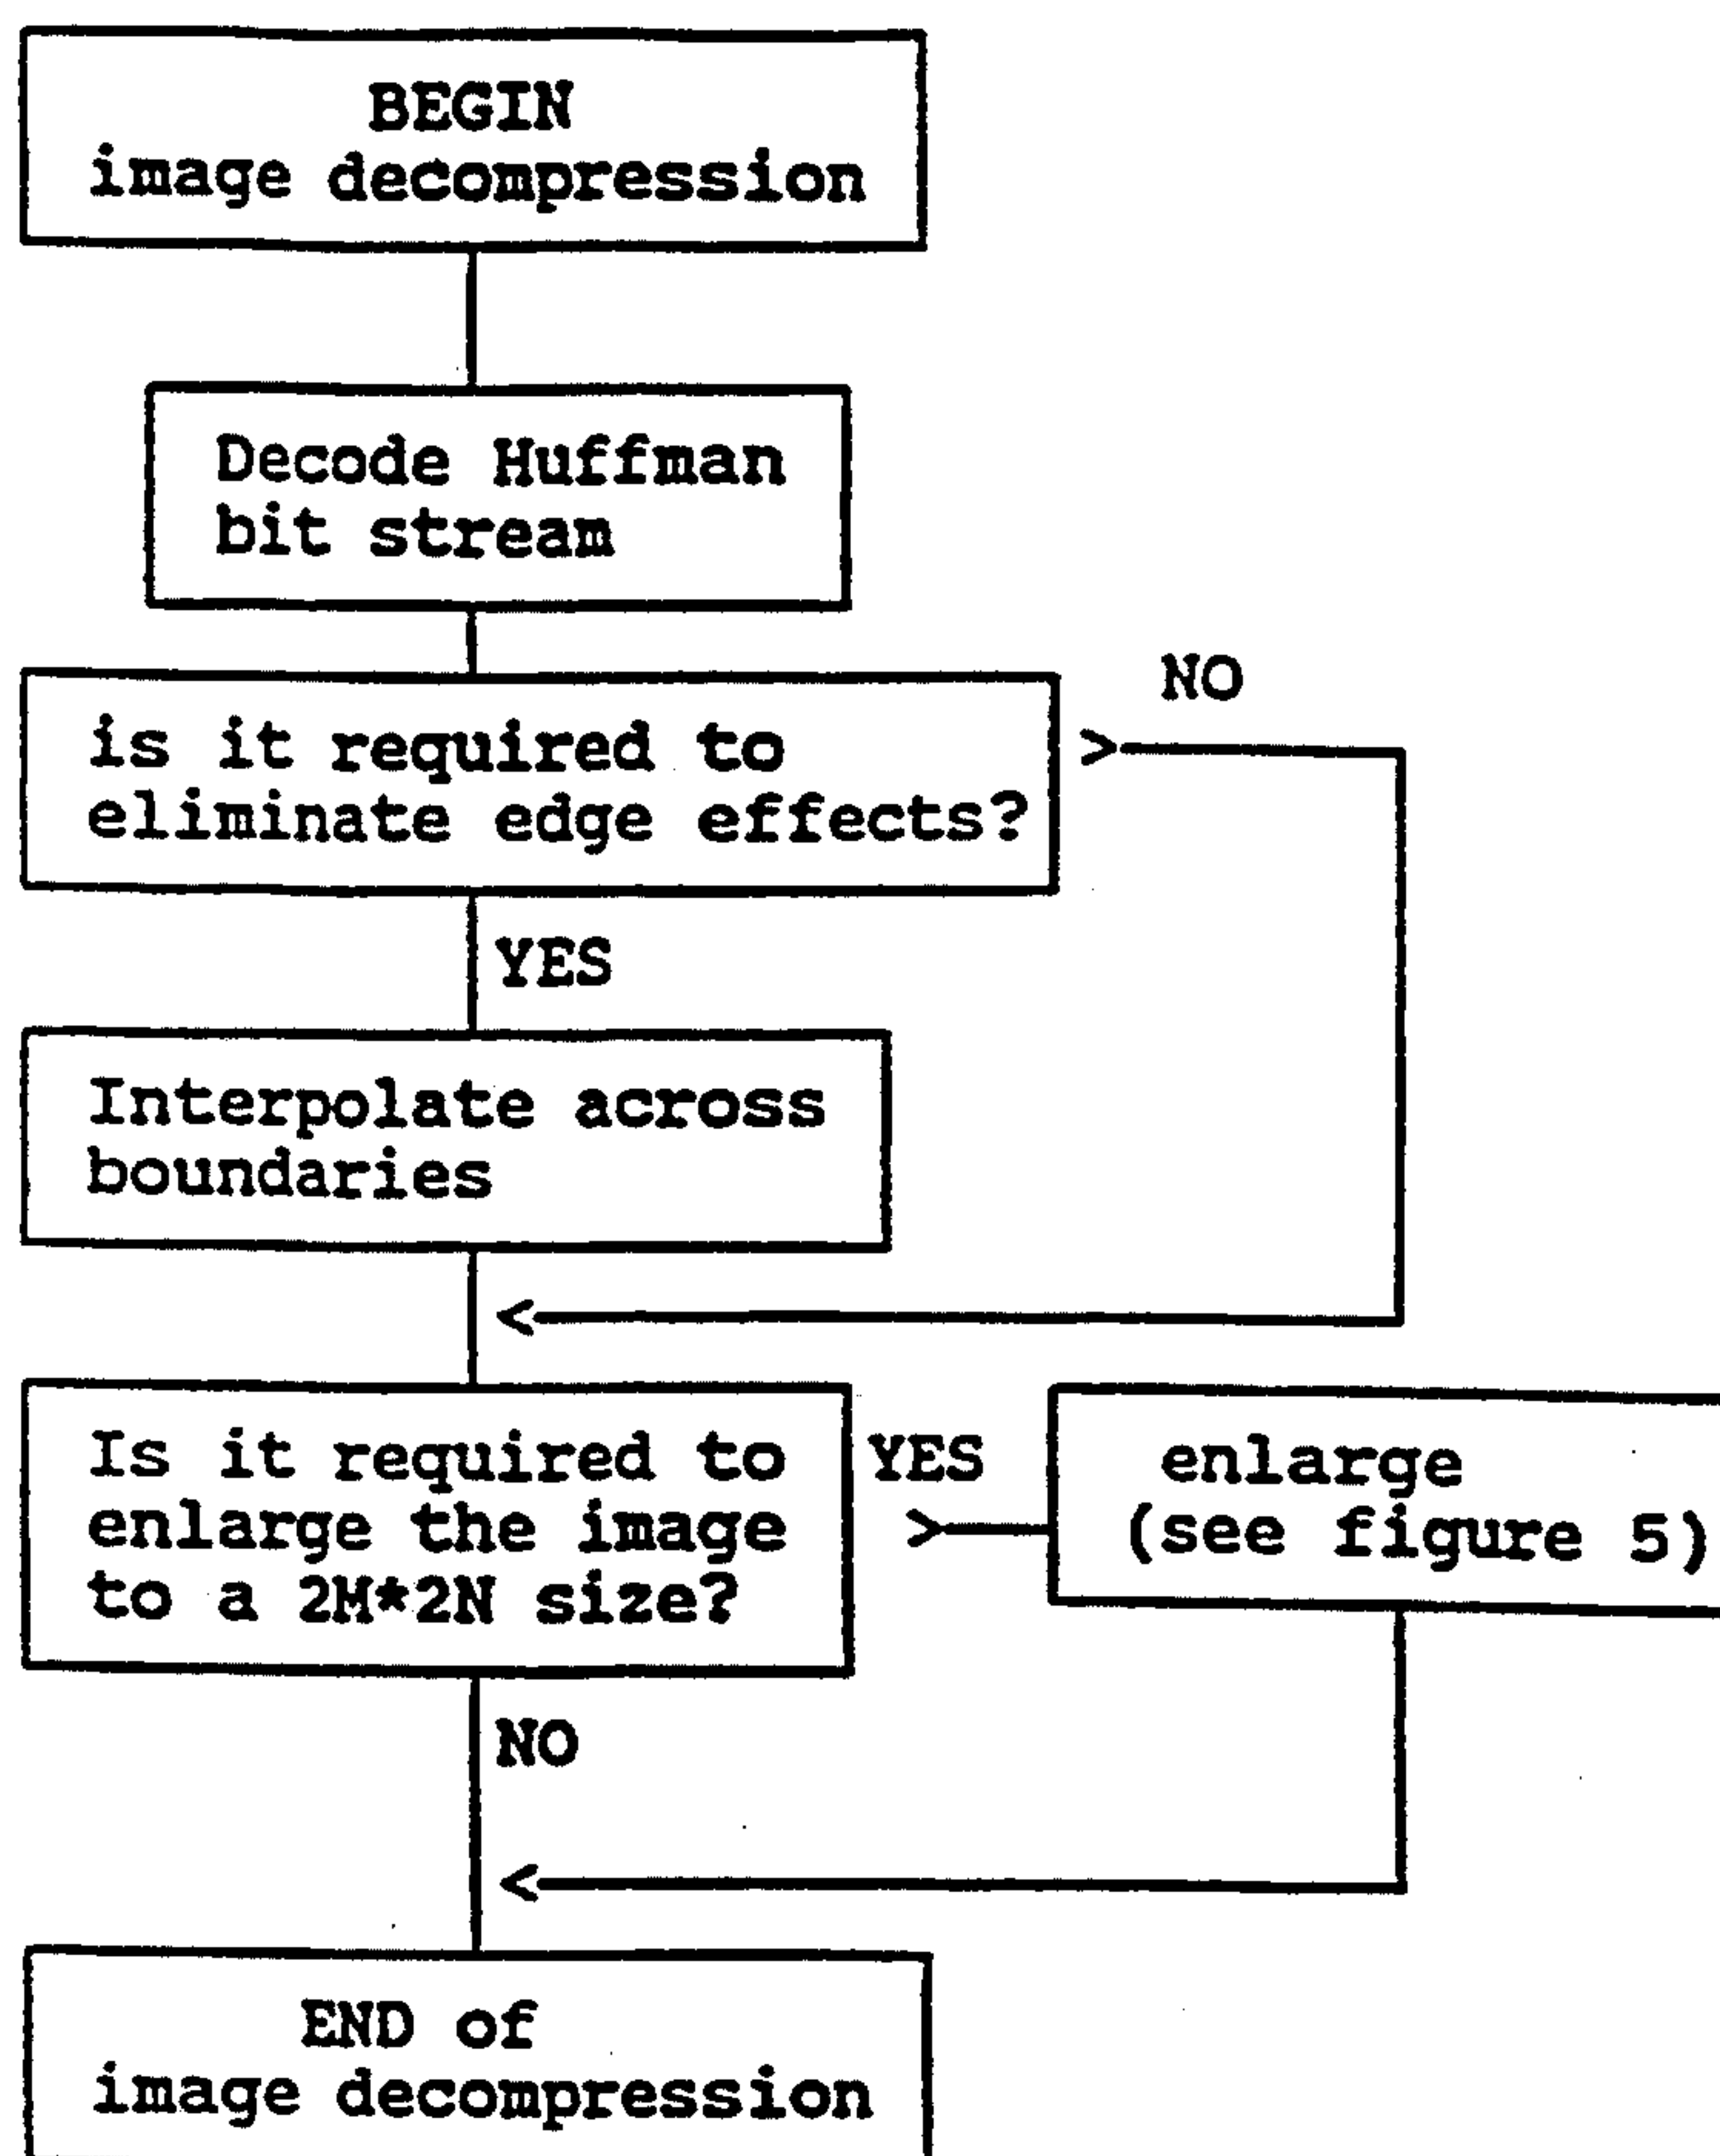 BEGIN
image decompression
Decode Huffman
bit stream
NO
is it required to
eliminate edge effects?
YES
Interpolate across
boundaries
Is it required to
enlarge the image
to a 2M*2N size?
YES
enlarge
(see figure 5)
NO
END of
image decompression